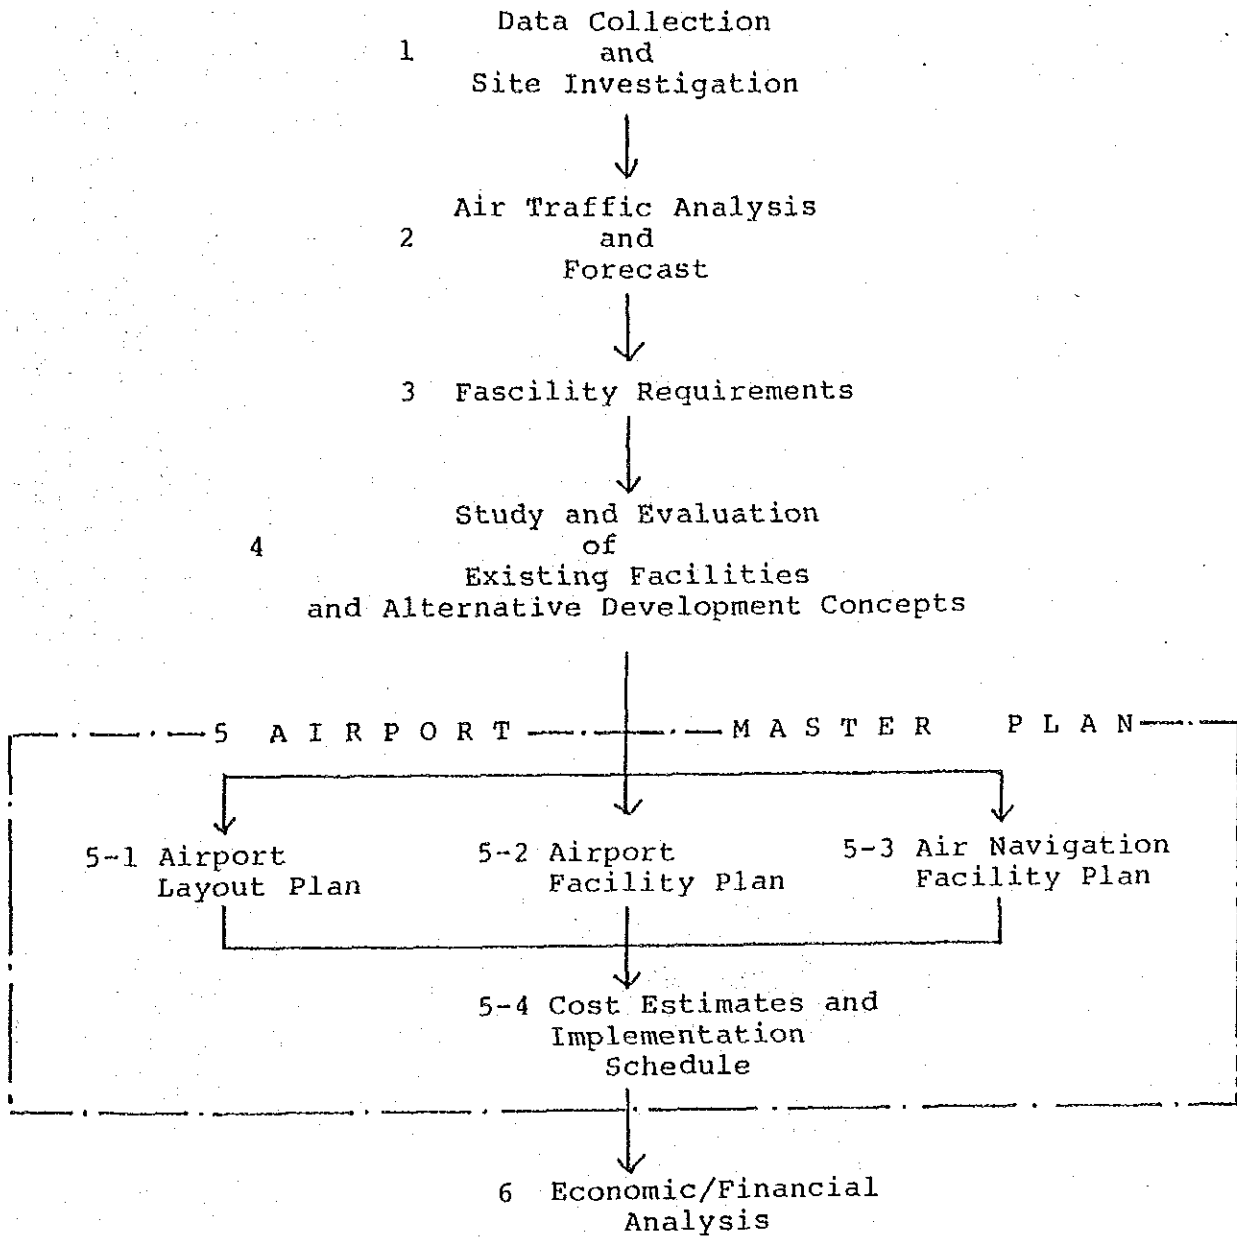 Data Collection
1 and
Site Investigation
Air Traffic Analysis
2 and
Forecast
3 Fascility Requirements
Study and Evaluation
4 of
Existing Facilities
and Alternative Development Concepts
5 A I R P O R T M A S T E R P L A N
5-1 Airport
Layout Plan
5-2 Airport
Facility Plan
5-3 Air Navigation
Facility Plan
5-4 Cost Estimates and
Implementation
Schedule
6 Economic/Financial
Analysis